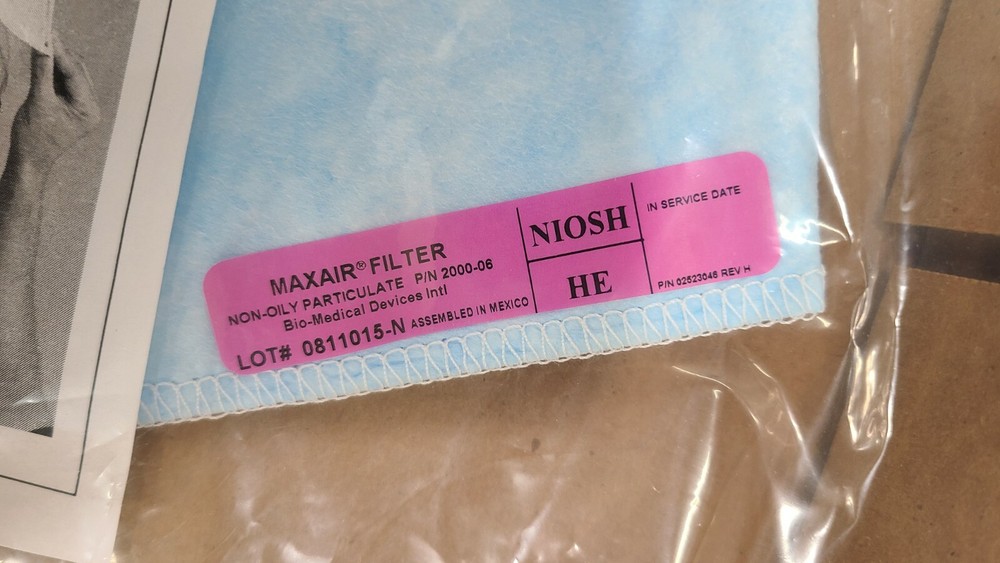 MAXAIR® FILTER
NON-OILY PARTICULATE P/N 2000-06
Bio-Medical Devices Intl
LOT# 0811015-N ASSEMBLED IN MEXICO
NIOSH
HE
IN SERVICE DATE
P/N 02523046 REV H